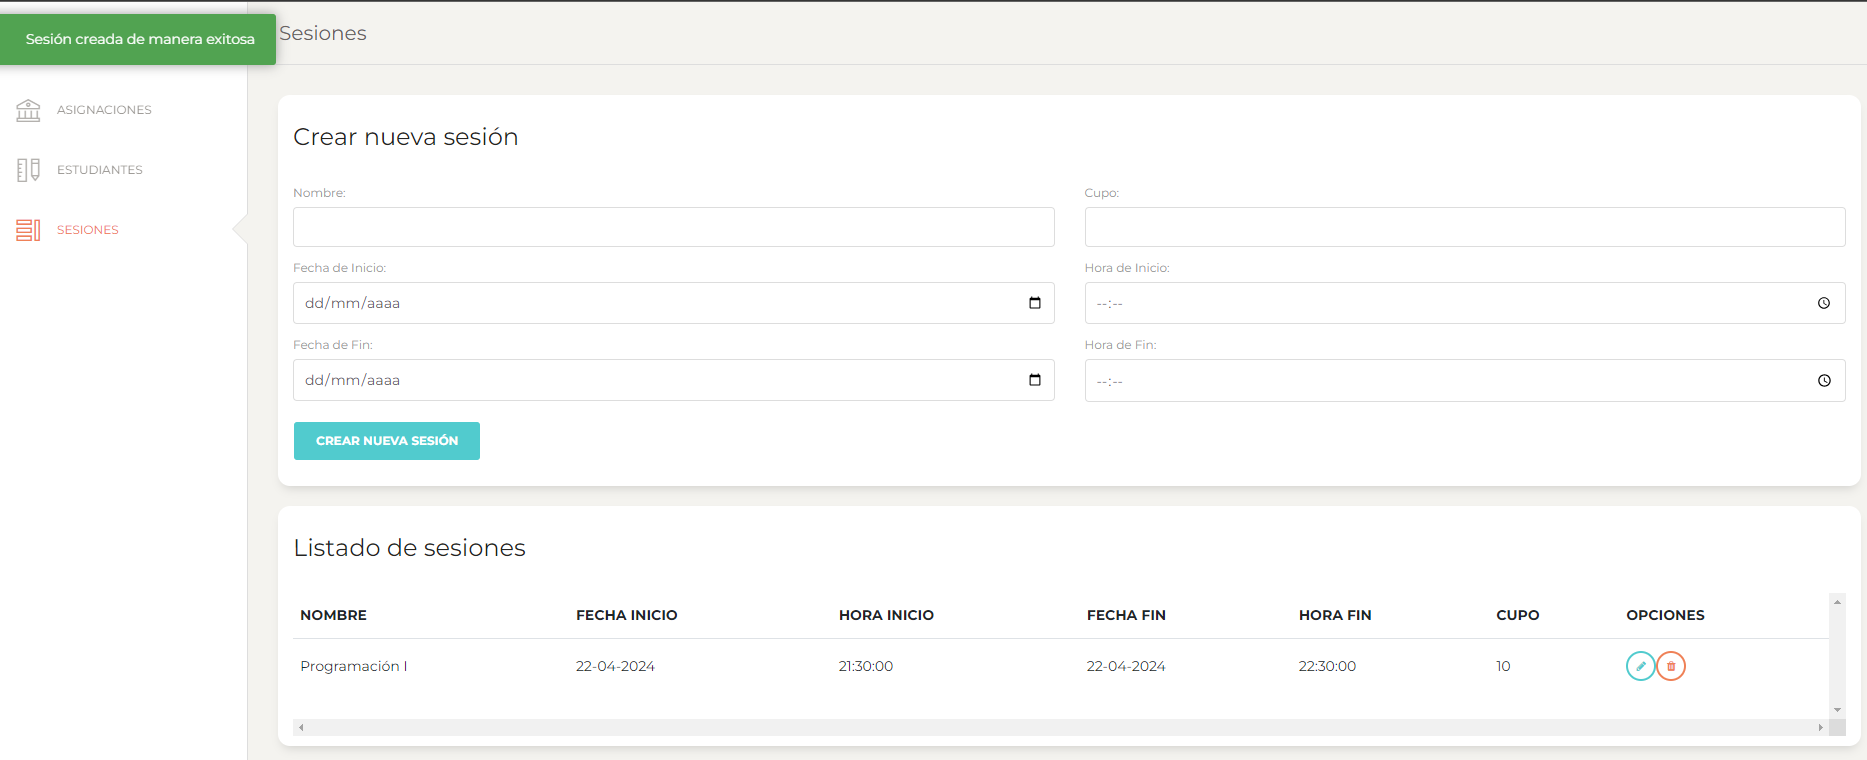 Sesión creada de manera exitosa
Sesiones
ASIGNACIONES
ESTUDIANTES
SESIONES
Crear nueva sesión
Nombre:
Cupo:
Fecha de Inicio:
Hora de Inicio:
dd/mm/aaaa
--:--
Fecha de Fin:
Hora de Fin:
dd/mm/aaaa
--:--
CREAR NUEVA SESIÓN
Listado de sesiones
NOMBRE FECHA INICIO HORA INICIO FECHA FIN HORA FIN CUPO OPCIONES
Programación I 22-04-2024 21:30:00 22-04-2024 22:30:00 10